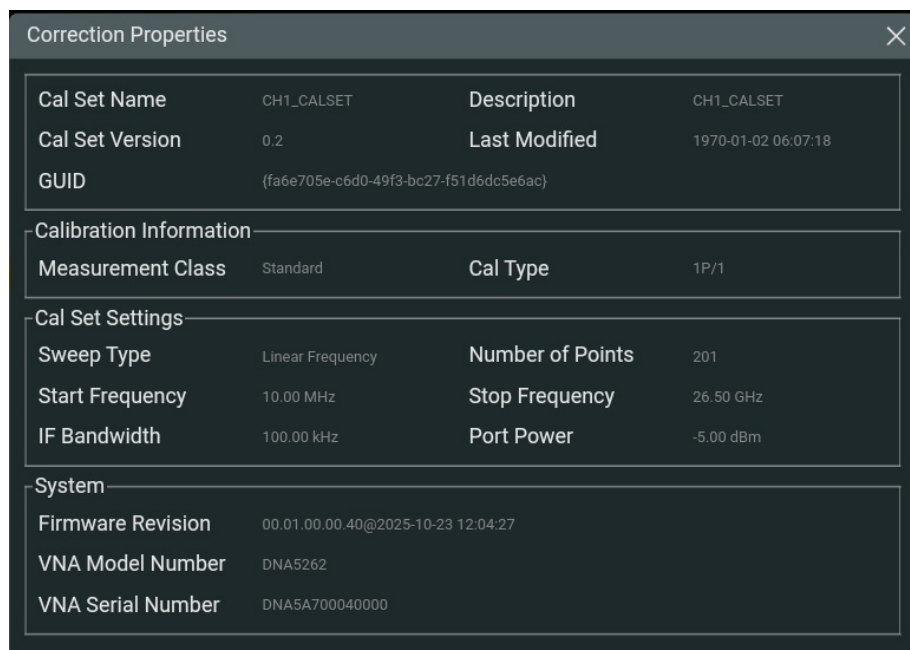 Correction Properties
Cal Set Name CH1_CALSET Description CH1_CALSET
Cal Set Version 0.2 Last Modified 1970-01-02 06:07:18
GUID {fa6e705e-c6d0-49f3-bc27-f51d6dc5e6ac}
Calibration Information
Measurement Class Standard Cal Type 1P/1
Cal Set Settings
Sweep Type Linear Frequency Number of Points 201
Start Frequency 10.00 MHz Stop Frequency 26.50 GHz
IF Bandwidth 100.00 kHz Port Power -5.00 dBm
System
Firmware Revision 00.01.00.00.40@2025-10-23 12:04:27
VNA Model Number DNA5262
VNA Serial Number DNA5A700040000